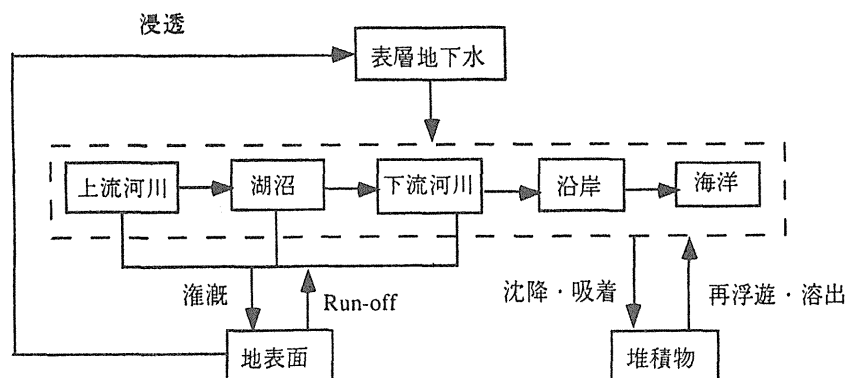 浸透
表層地下水
上流河川
湖沼
下流河川
沿岸
海洋
灌漑
Run-off
沈降・吸着
再浮遊・溶出
地表面
堆積物